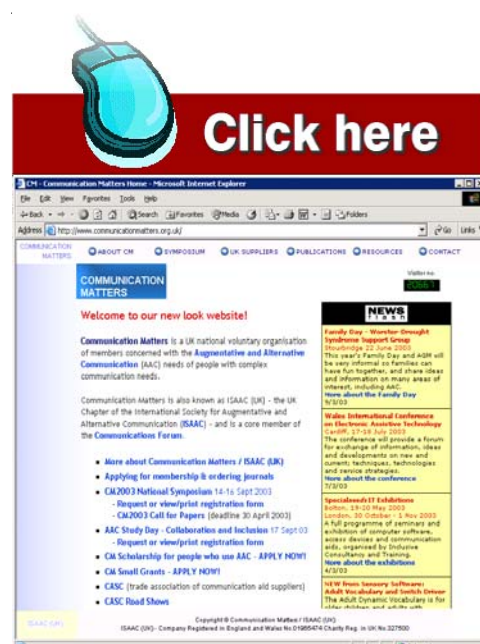 Click here
CM - Communication Matters Home - Microsoft Internet Explorer
File Edit View Favorites Tools Help
Back Search Favorites Media Folders
Address http://www.communicationmatters.org.uk/ Go Links
COMMUNICATION
MATTERS
ABOUT CM SYMPOSIUM UK SUPPLIERS PUBLICATIONS RESOURCES CONTACT
COMMUNICATION
MATTERS
Visitor no.
Welcome to our new look website!
Communication Matters is a UK national voluntary organisation
of members concerned with the Augmentative and Alternative
Communication (AAC) needs of people with complex
communication needs.
Communication Matters is also known as ISAAC (UK) - the UK
Chapter of the International Society for Augmentative and
Alternative Communication (ISAAC) - and is a core member of
the Communications Forum.
More about Communication Matters / ISAAC (UK)
Applying for membership & ordering journals
CM2003 National Symposium 14-16 Sept 2003
- Request or view/print registration form
- CM2003 Call for Papers (deadline 30 April 2003)
AAC Study Day - Collaboration and Inclusion 17 Sept 03
- Request or view/print registration form
CM Scholarship for people who use AAC - APPLY NOW!
CM Small Grants - APPLY NOW!
CASC (trade association of communication aid suppliers)
CASC Road Shows
NEWS
flash
Family Day - Worster-Drought
Syndrome Support Group
Stourbridge 22 June 2003
This year's Family Day and AGM will
be very informal so families can
have fun together, and share ideas
and information on many areas of
interest, including AAC.
More about the Family Day
9/3/03
Wales International Conference
on Electronic Assistive Technology
Cardiff, 17-18 July 2003
The conference will provide a forum
for exchange of information, ideas
and developments on new and
current; techniques, technologies
and service strategies.
More about the conference
7/3/03
Specialneeds IT Exhibitions
Bolton, 19-20 May 2003
London, 30 October - 1 Nov 2003
A full programme of seminars and
exhibition of computer software,
access devices and communication
aids, organised by Inclusive
Consultancy and Training.
More about the exhibitions
4/3/03
NEW from Sensory Software:
Adult Vocabulary and Switch Driver
The Adult Dynamic Vocabulary is for
older children and adults with
ISAAC (UK)
Copyright © Communication Matters / ISAAC (UK)
ISAAC (UK) - Company Registered in England and Wales No.01965474 Charity Reg. in UK No.327500